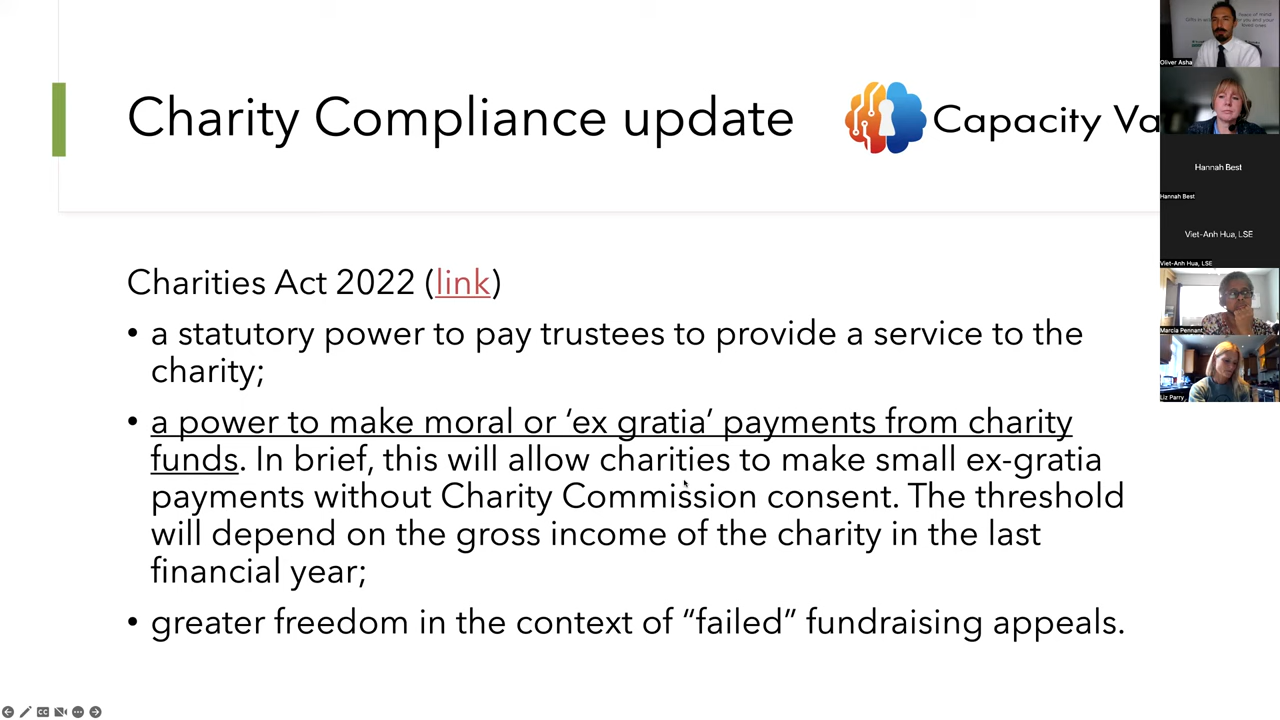 Charity Compliance update
Capacity Va
Charities Act 2022 (link)
• a statutory power to pay trustees to provide a service to the
charity;
• a power to make moral or ‘ex gratia’ payments from charity
funds. In brief, this will allow charities to make small ex-gratia
payments without Charity Commission consent. The threshold
will depend on the gross income of the charity in the last
financial year;
• greater freedom in the context of “failed” fundraising appeals.
Oliver Asha
Hannah Best
Hannah Best
Viet-Anh Hua, LSE
Viet-Anh Hua, LSE
Marcia Pennant
Liz Parry